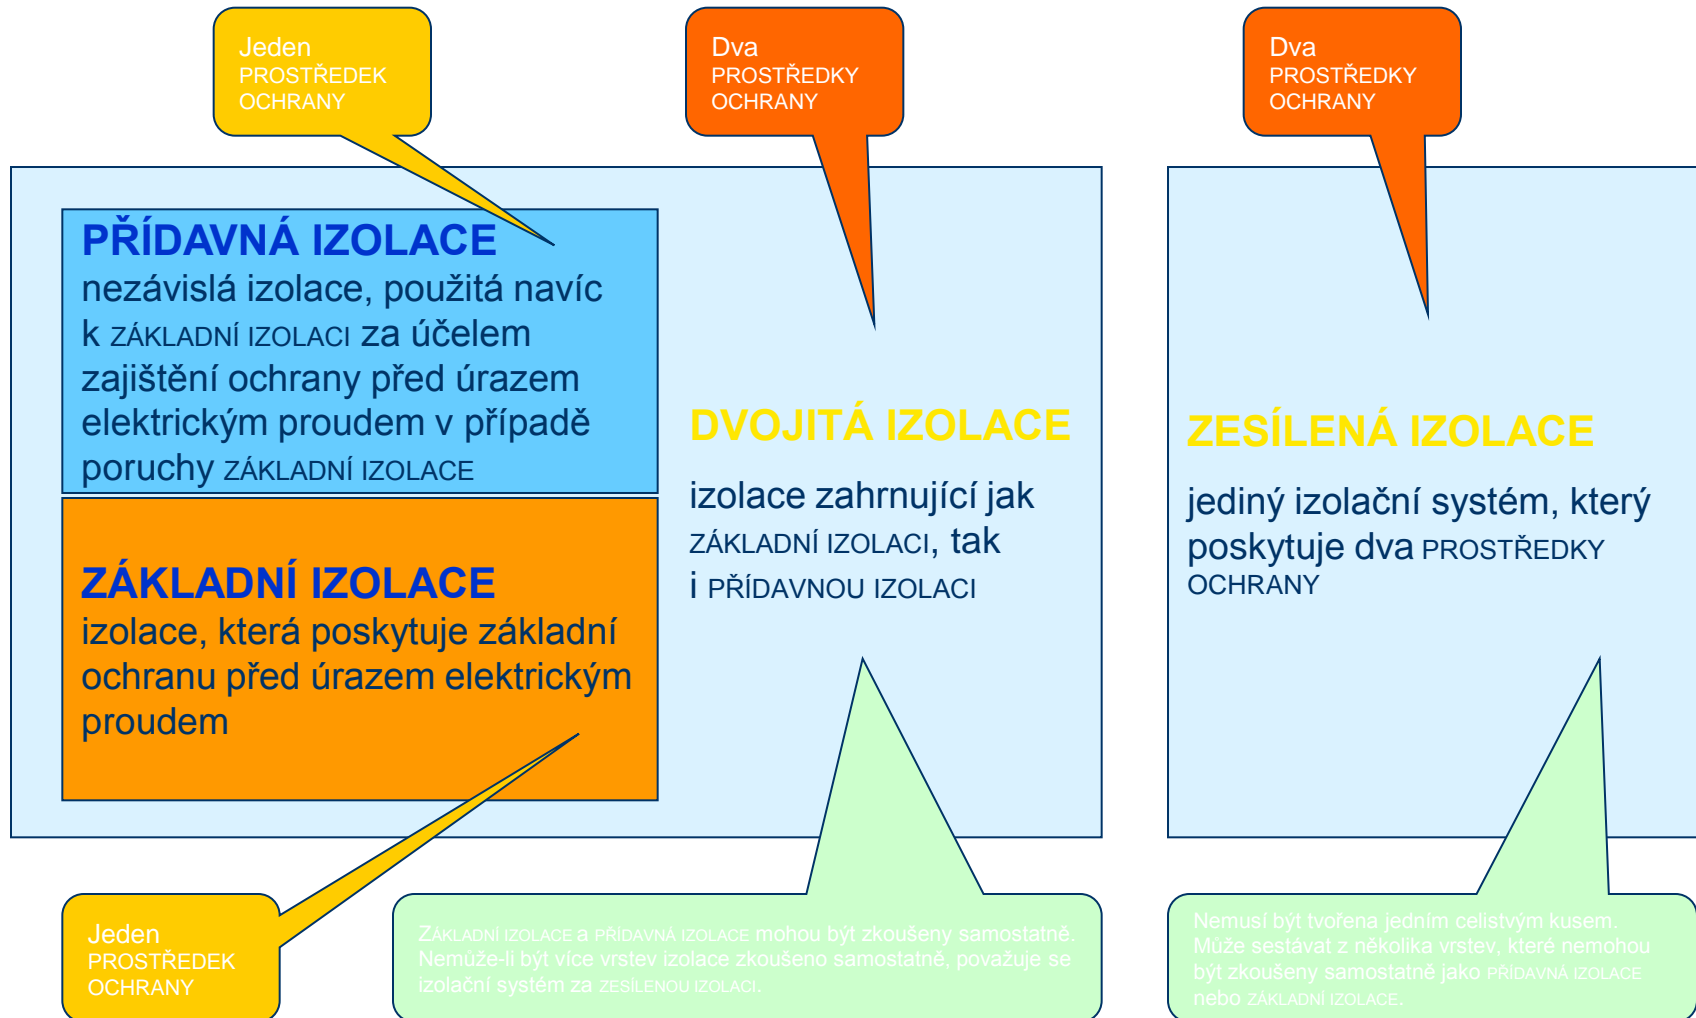 Jeden
PROSTŘEDEK
OCHRANY
Dva
PROSTŘEDKY
OCHRANY
Dva
PROSTŘEDKY
OCHRANY
PŘÍDAVNÁ IZOLACE
nezávislá izolace, použitá navíc
k ZÁKLADNÍ IZOLACI za účelem
zajištění ochrany před úrazem
elektrickým proudem v případě
poruchy ZÁKLADNÍ IZOLACE
ZÁKLADNÍ IZOLACE
izolace, která poskytuje základní
ochranu před úrazem elektrickým
proudem
DVOJITÁ IZOLACE
izolace zahrnující jak
ZÁKLADNÍ IZOLACI, tak
i PŘÍDAVNOU IZOLACI
ZESÍLENÁ IZOLACE
jediný izolační systém, který
poskytuje dva PROSTŘEDKY
OCHRANY
Jeden
PROSTŘEDEK
OCHRANY
ZÁKLADNÍ IZOLACE a PŘÍDAVNÁ IZOLACE mohou být zkoušeny samostatně.
Nemůže-li být více vrstev izolace zkoušeno samostatně, považuje se
izolační systém za ZESÍLENOU IZOLACI.
Nemusí být tvořena jedním celistvým kusem.
Může sestávat z několika vrstev, které nemohou
být zkoušeny samostatně jako PŘÍDAVNÁ IZOLACE
nebo ZÁKLADNÍ IZOLACE.